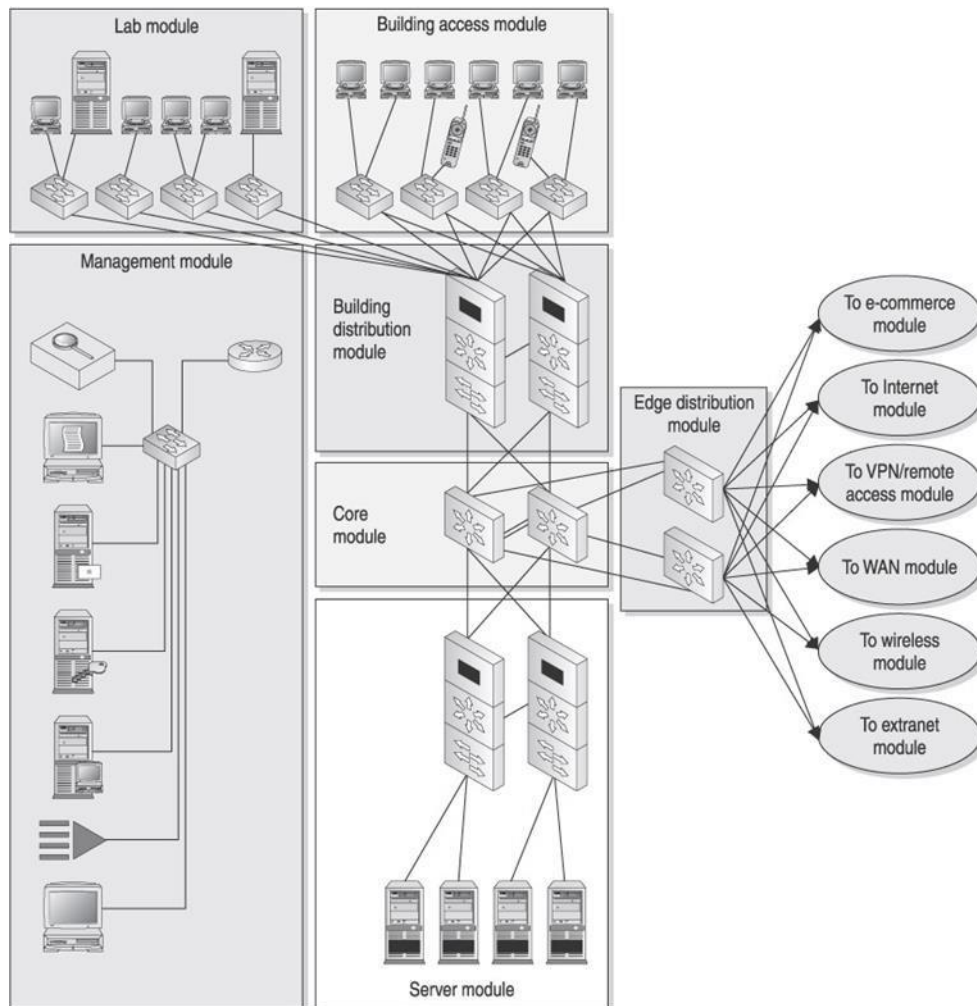 Lab module
Building access module
Management module
Building
distribution
module
Edge distribution
module
Core
module
Server module
To e-commerce
module
To Internet
module
To VPN/remote
access module
To WAN module
To wireless
module
To extranet
module